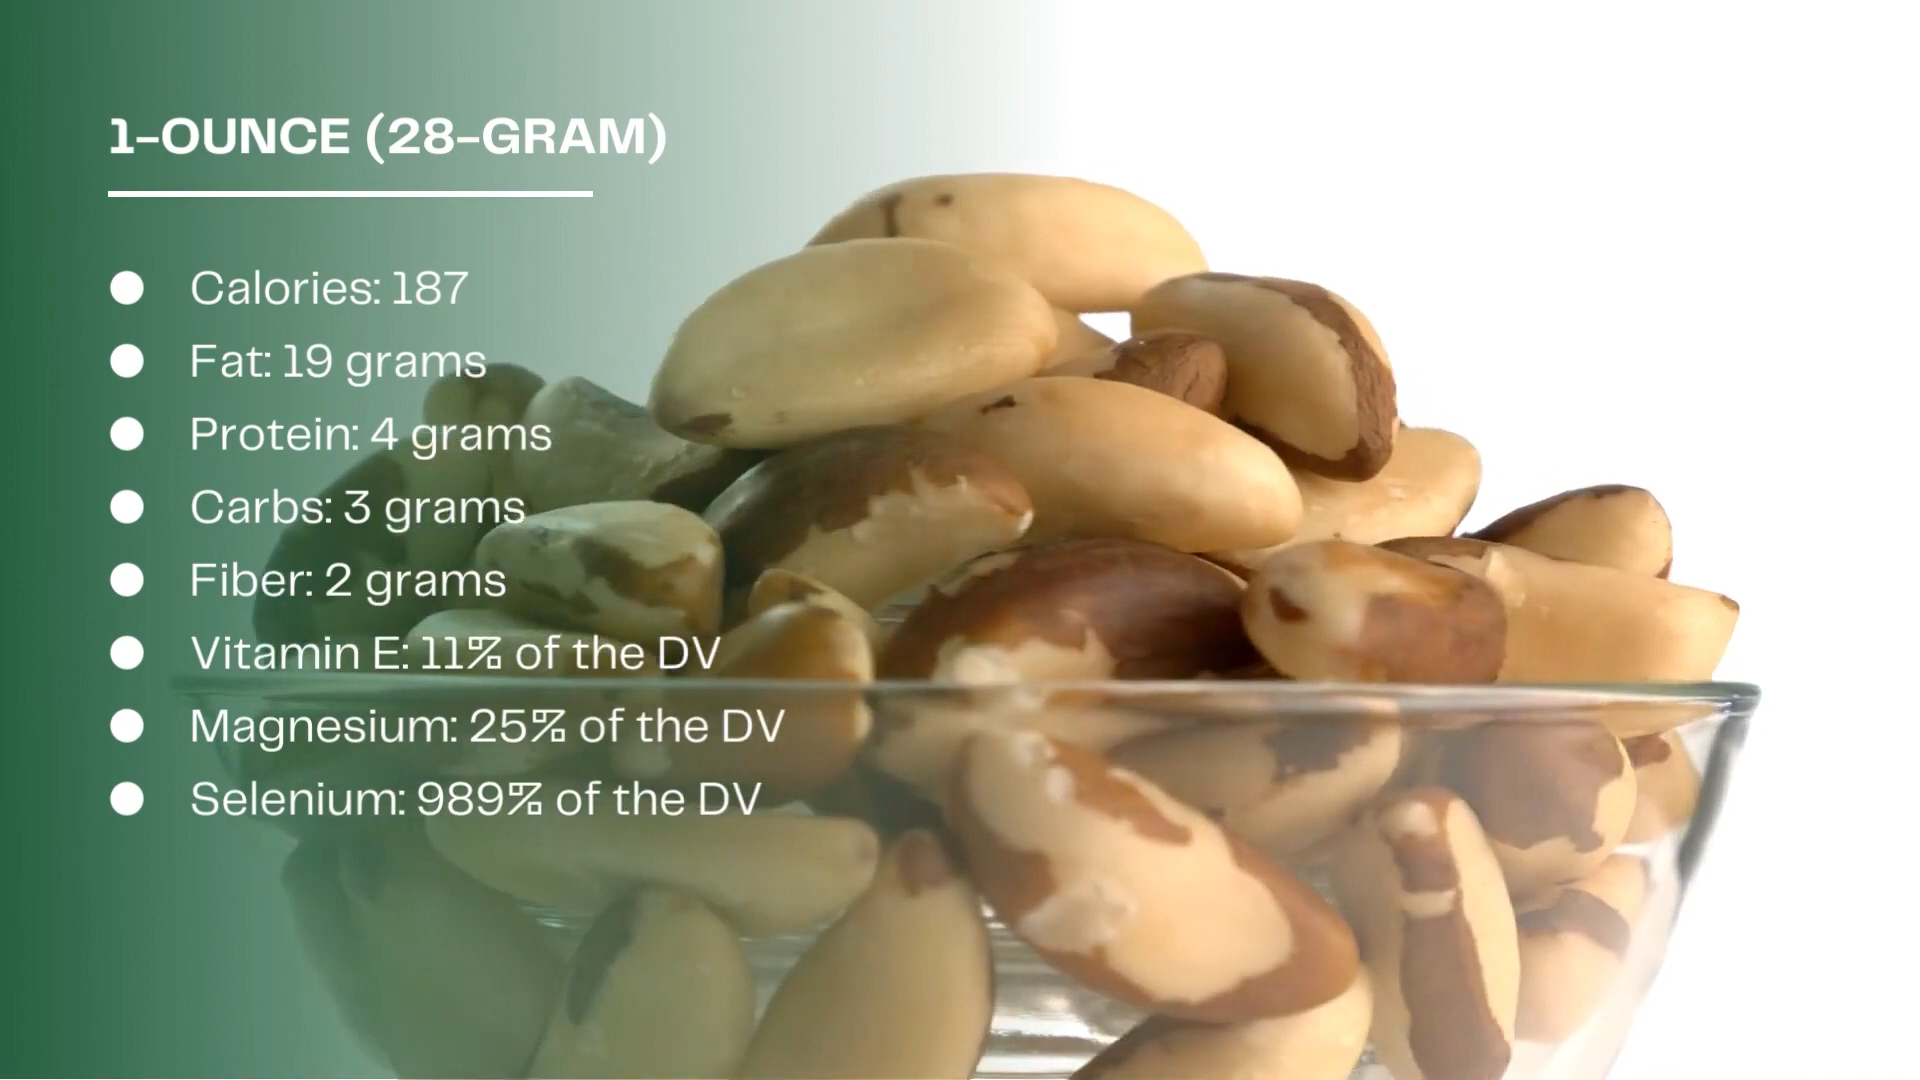 1-OUNCE (28-GRAM)
Calories: 187
Fat: 19 grams
Protein: 4 grams
Carbs: 3 grams
Fiber: 2 grams
Vitamin E: 11% of the DV
Magnesium: 25% of the DV
Selenium: 989% of the DV